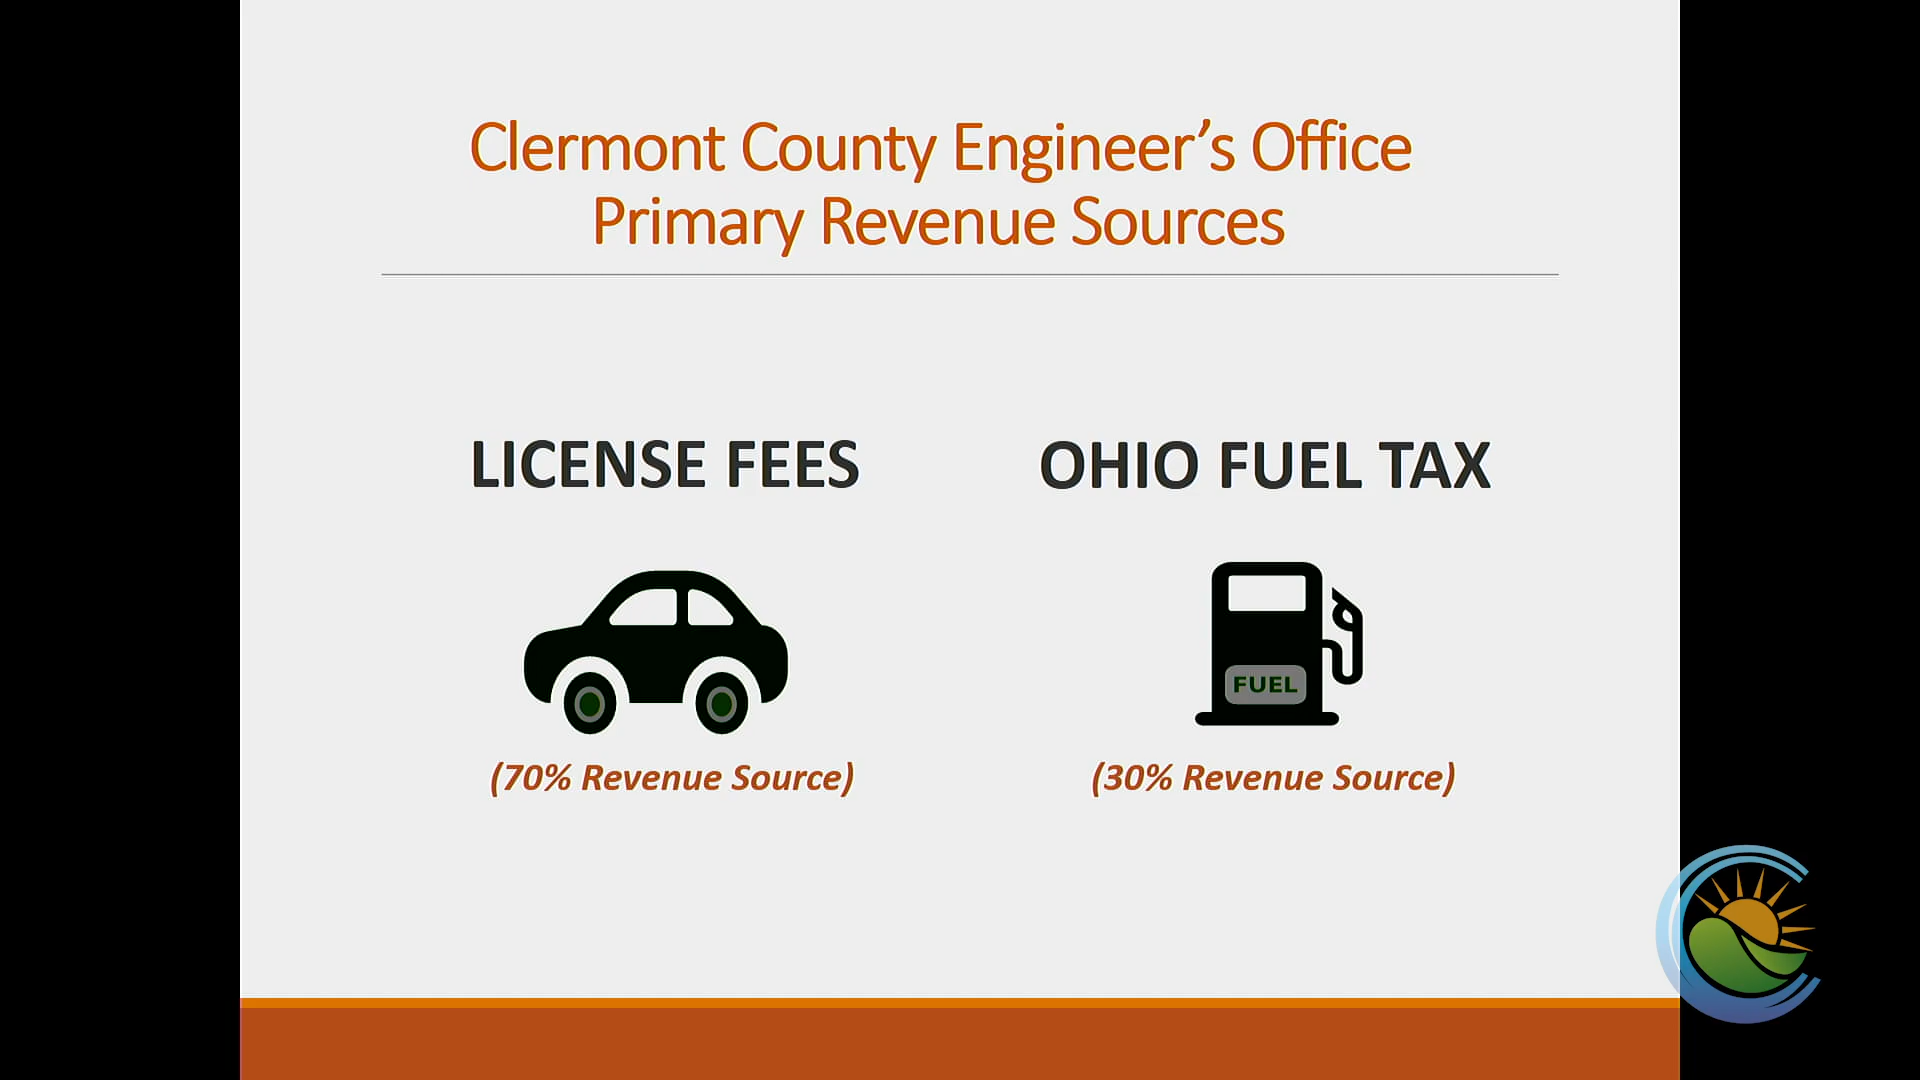 Clermont County Engineer’s Office
Primary Revenue Sources
LICENSE FEES
OHIO FUEL TAX
FUEL
(70% Revenue Source)
(30% Revenue Source)